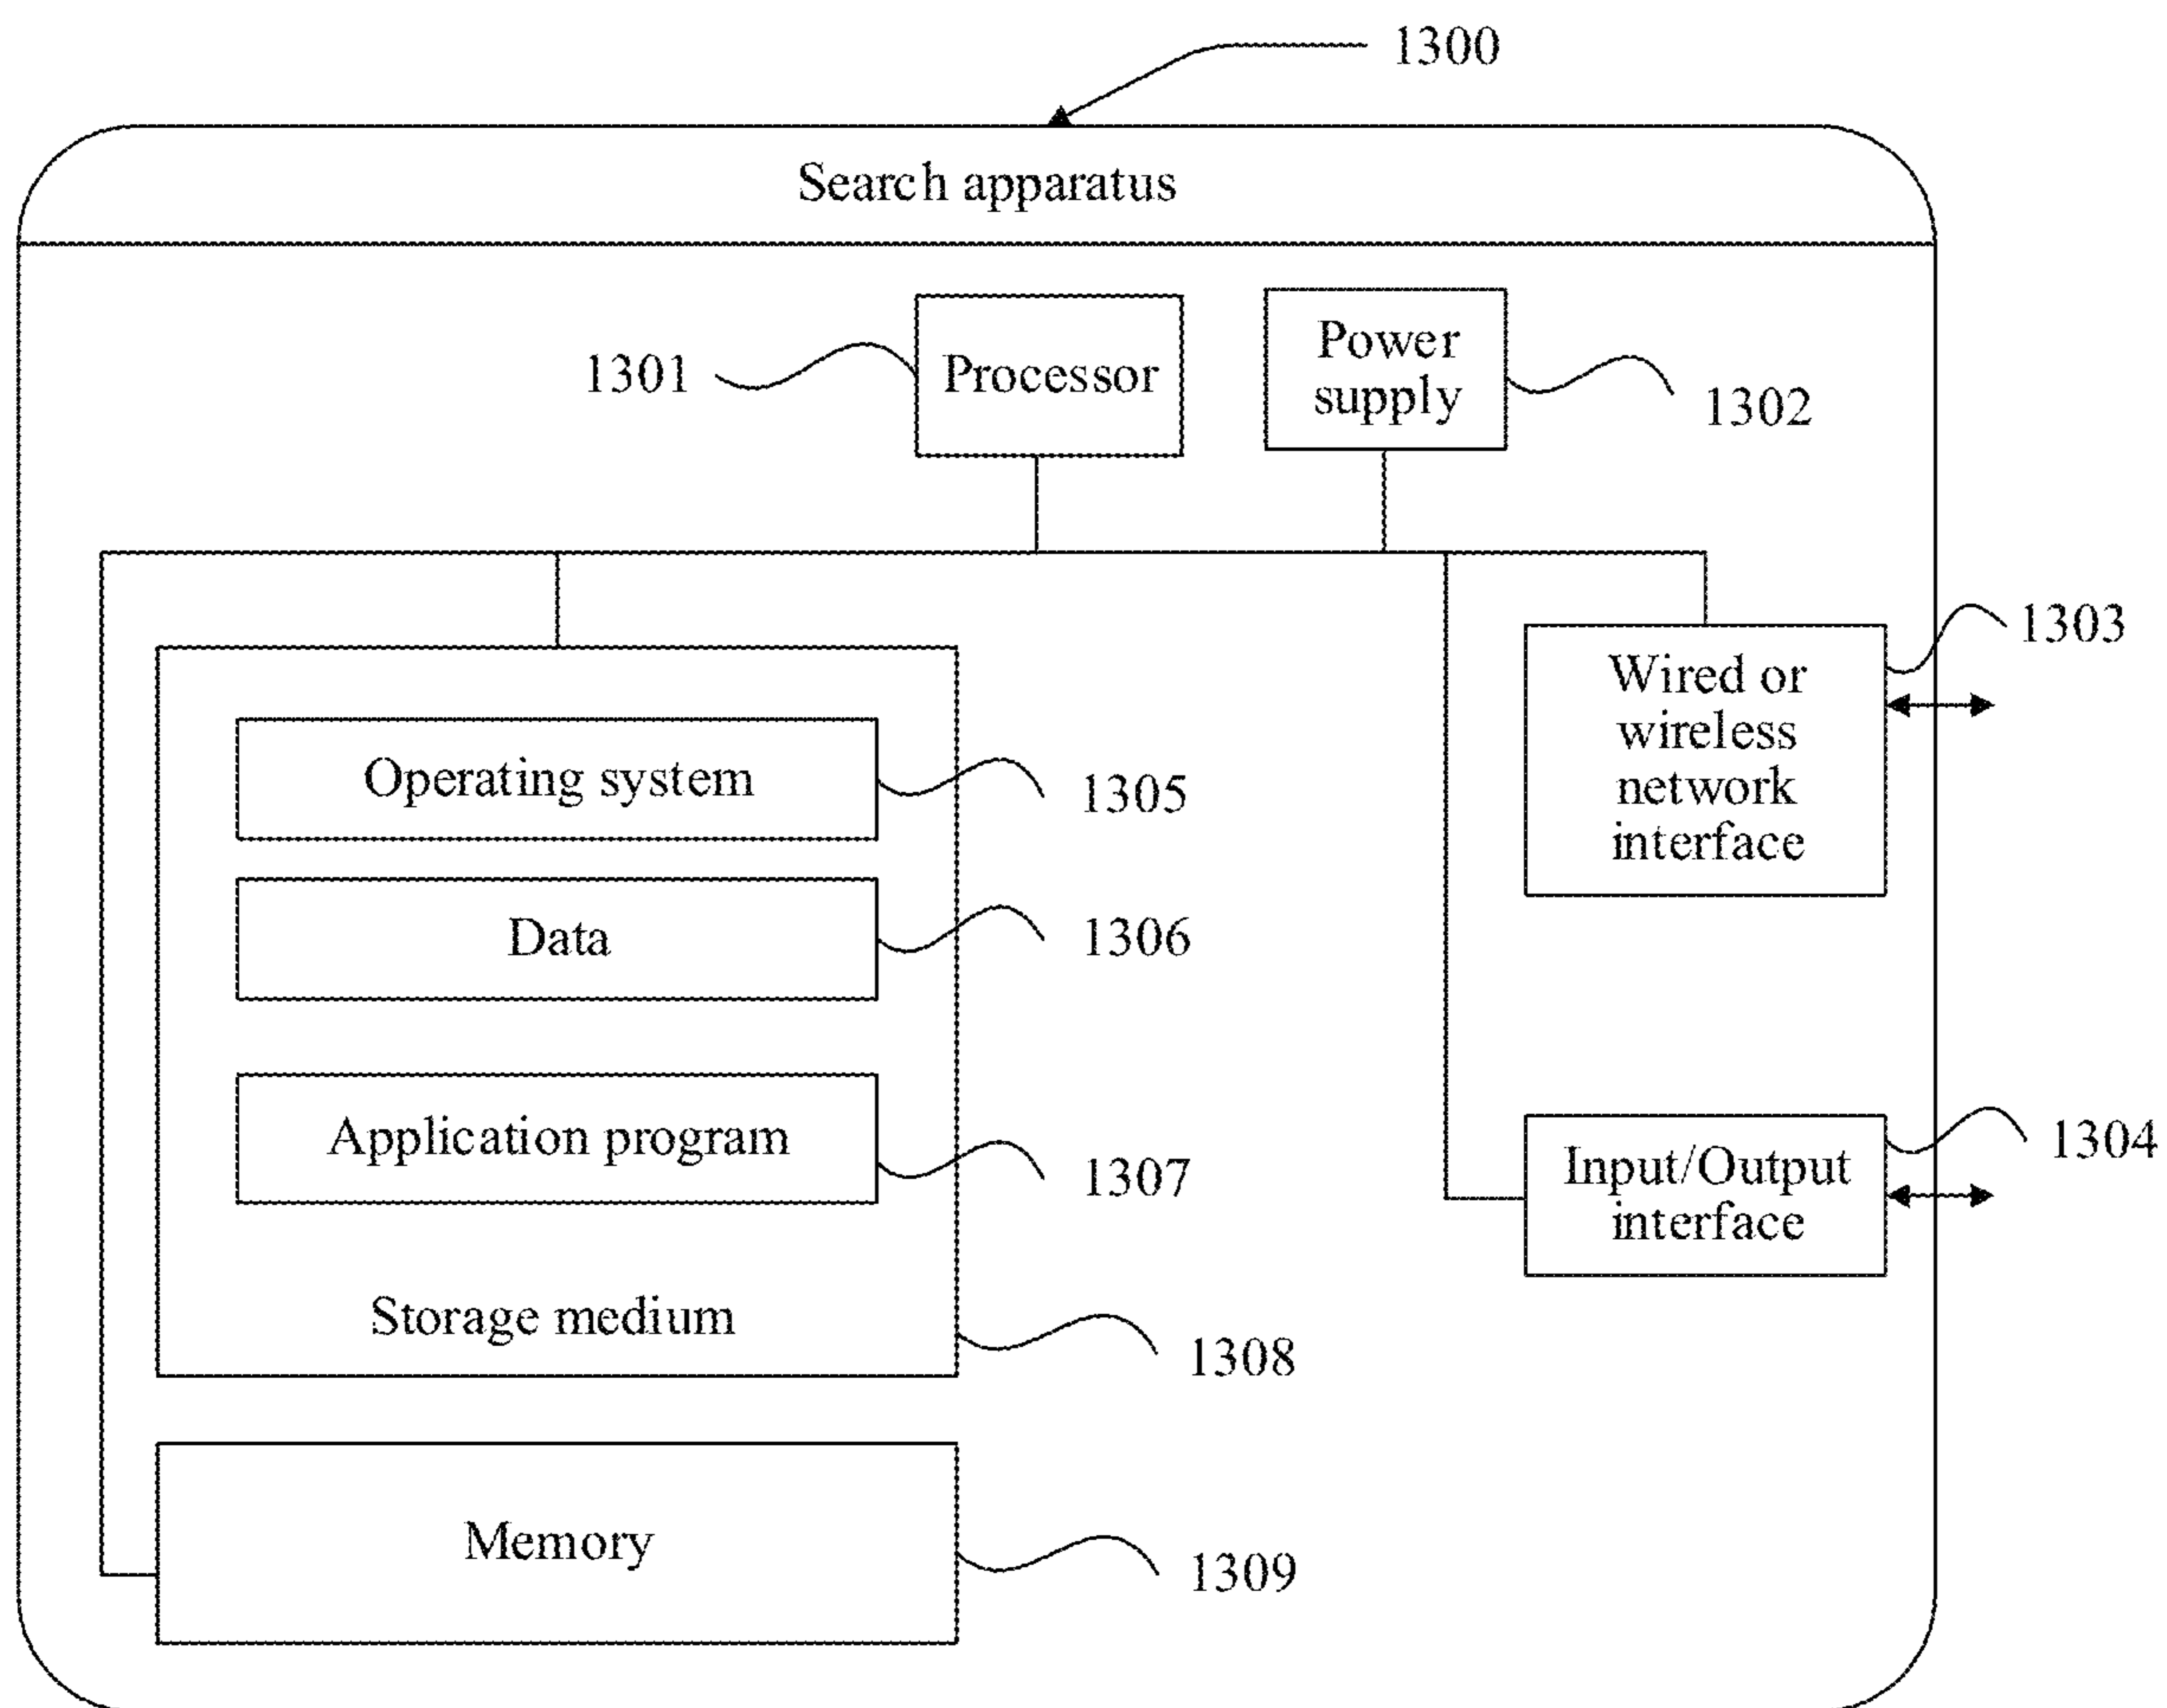 1300
Search apparatus
1301
Processor
Power
supply
1302
Wired or
wireless
network
interface
1303
Operating system
1305
Data
1306
Application program
1307
Input/Output
interface
1304
Storage medium
1308
Memory
1309